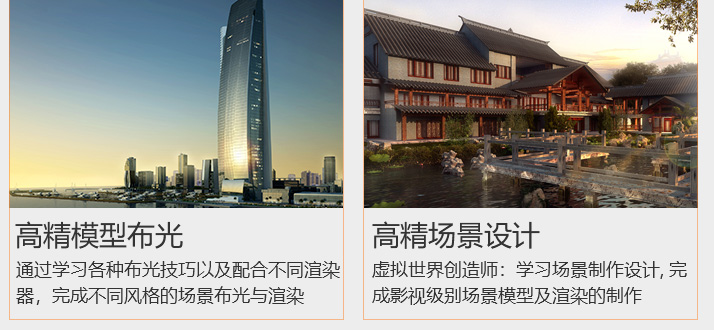 高精模型布光
通过学习各种布光技巧以及配合不同渲染
器，完成不同风格的场景布光与渲染
高精场景设计
虚拟世界创造师：学习场景制作设计, 完
成影视级别场景模型及渲染的制作